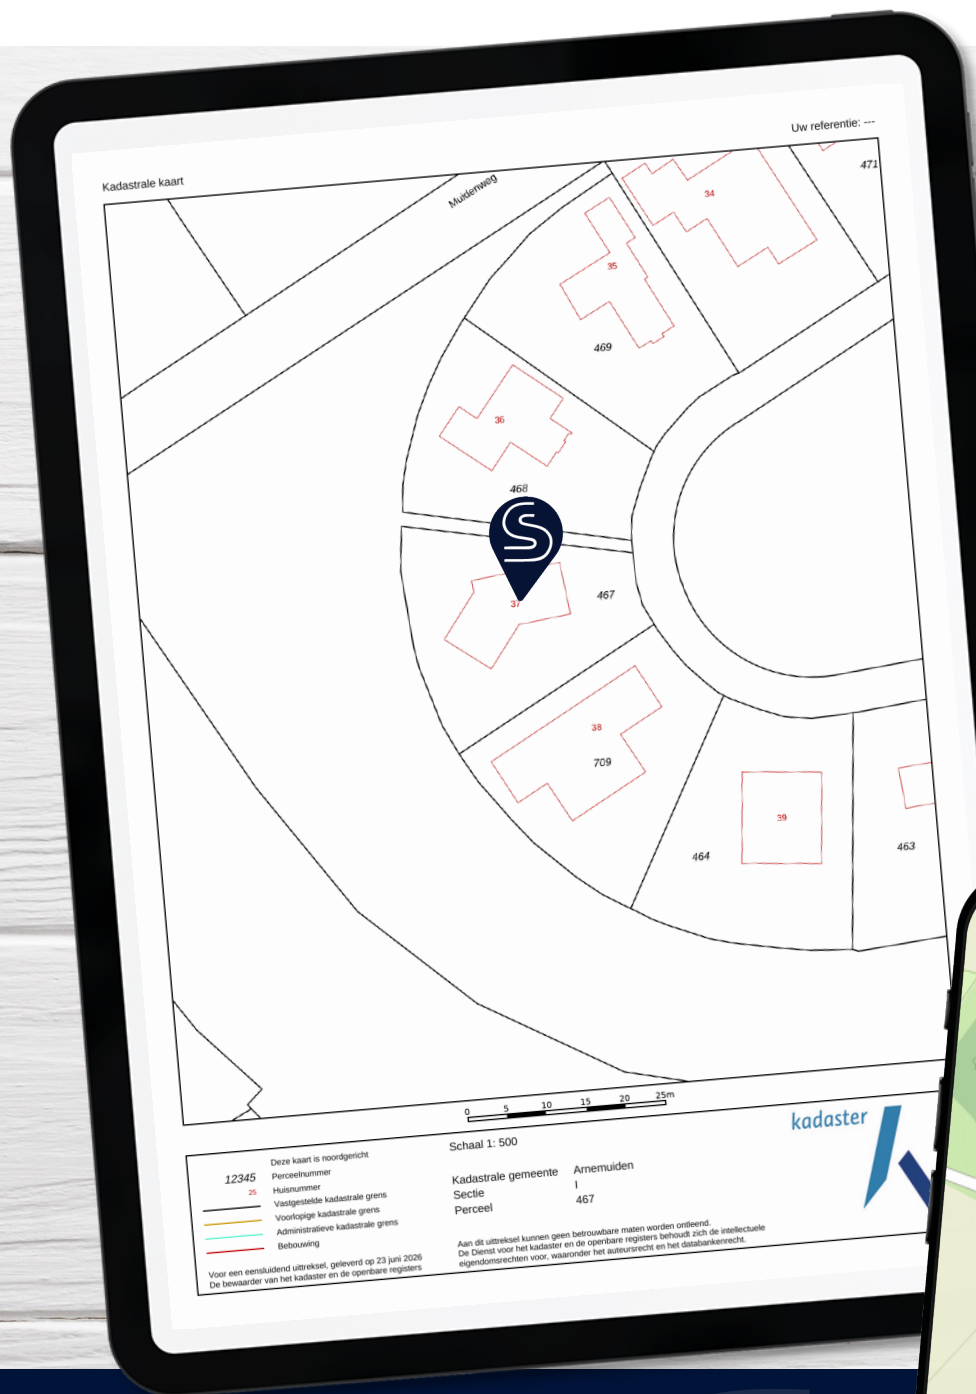 Uw referentie: ---
Kadastrale kaart
Muidenweg
471
34
35
469
36
468
S
467
37
38
709
39
464
463
0 5 10 15 20 25m
Schaal 1: 500
kadaster
12345
25
Deze kaart is noordgericht
Perceelnummer
Huisnummer
Vastgestelde kadastrale grens
Voorlopige kadastrale grens
Administratieve kadastrale grens
Bebouwing
Kadastrale gemeente Arnemuiden
Sectie I
Perceel 467
Voor een eensluidend uittreksel, geleverd op 23 juni 2026
De bewaarder van het kadaster en de openbare registers
Aan dit uittreksel kunnen geen betrouwbare maten worden ontleend.
De Dienst voor het kadaster en de openbare registers behoudt zich de intellectuele
eigendomsrechten voor, waaronder het auteursrecht en het databankenrecht.